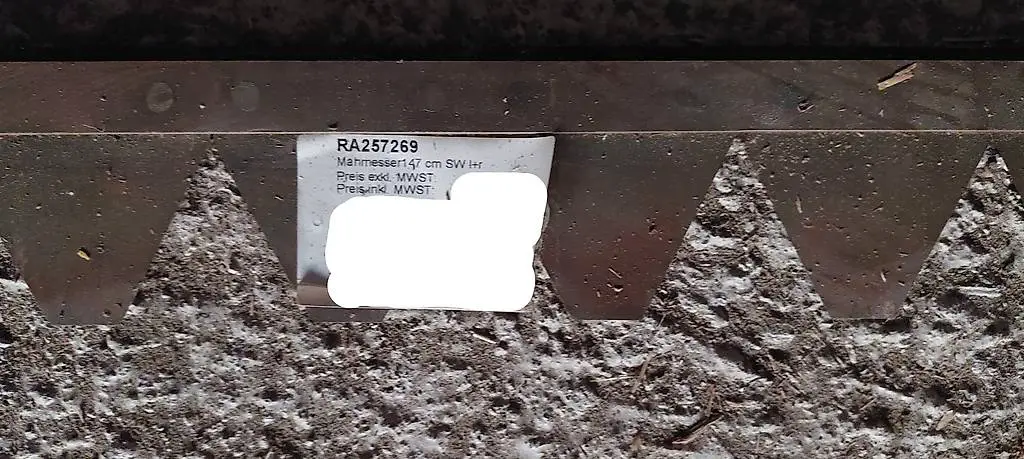 RA257269
Mahmesser147 cm SW l+r
Preis exkl. MWST:
Preis inkl. MWST: